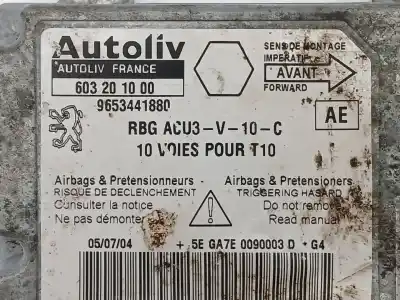 Autoliv
AUTOLIV FRANCE
603 20 10 00
9653441880
SENS DE MONTAGE
IMPERATIF
AVANT
FORWARD
AE
RBG ACU3-V-10-C
10 VOIES POUR T10
Airbags & Pretensionneurs
RISQUE DE DECLENCHEMENT
Consulter la notice
Ne pas démonter
Airbags & Pretensioners
TRIGGERING HAZARD
Do not remove
Read manual
05/07/04 + 5E GA7E 0090003 D * G4